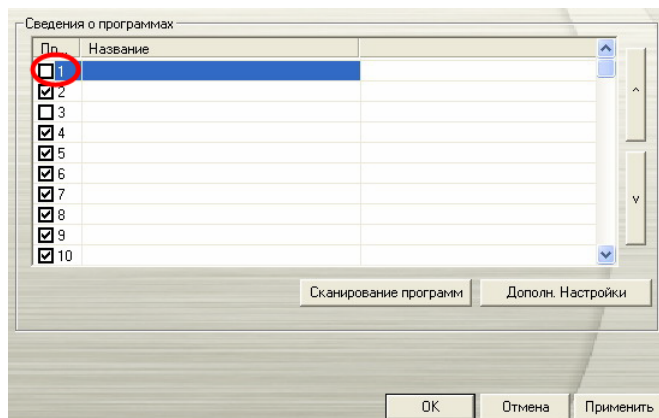 Сведения о программах
Пр... Название
1
2
3
4
5
6
7
8
9
10
^
v
Сканирование программ Дополн. Настройки
OK Отмена Применить